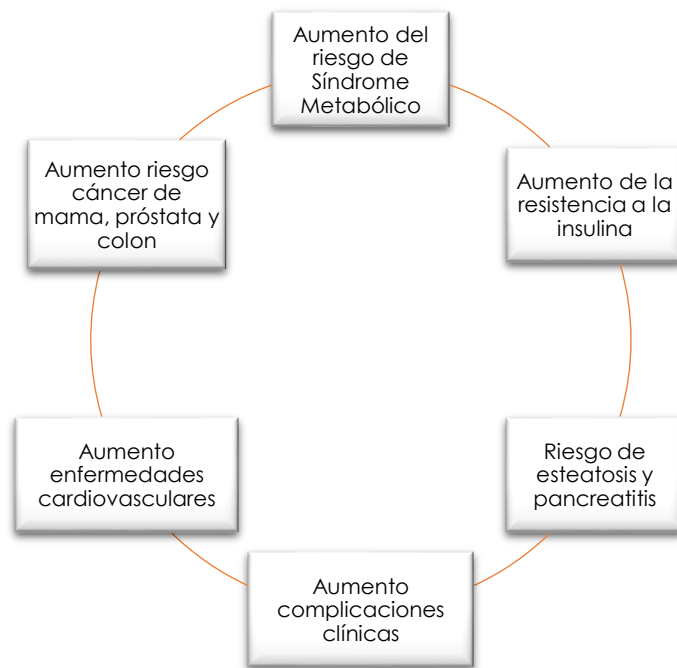 Aumento del
riesgo de
Síndrome
Metabólico
Aumento de la
resistencia a la
insulina
Riesgo de
esteatosis y
pancreatitis
Aumento
complicaciones
clínicas
Aumento
enfermedades
cardiovasculares
Aumento riesgo
cáncer de
mama, próstata y
colon